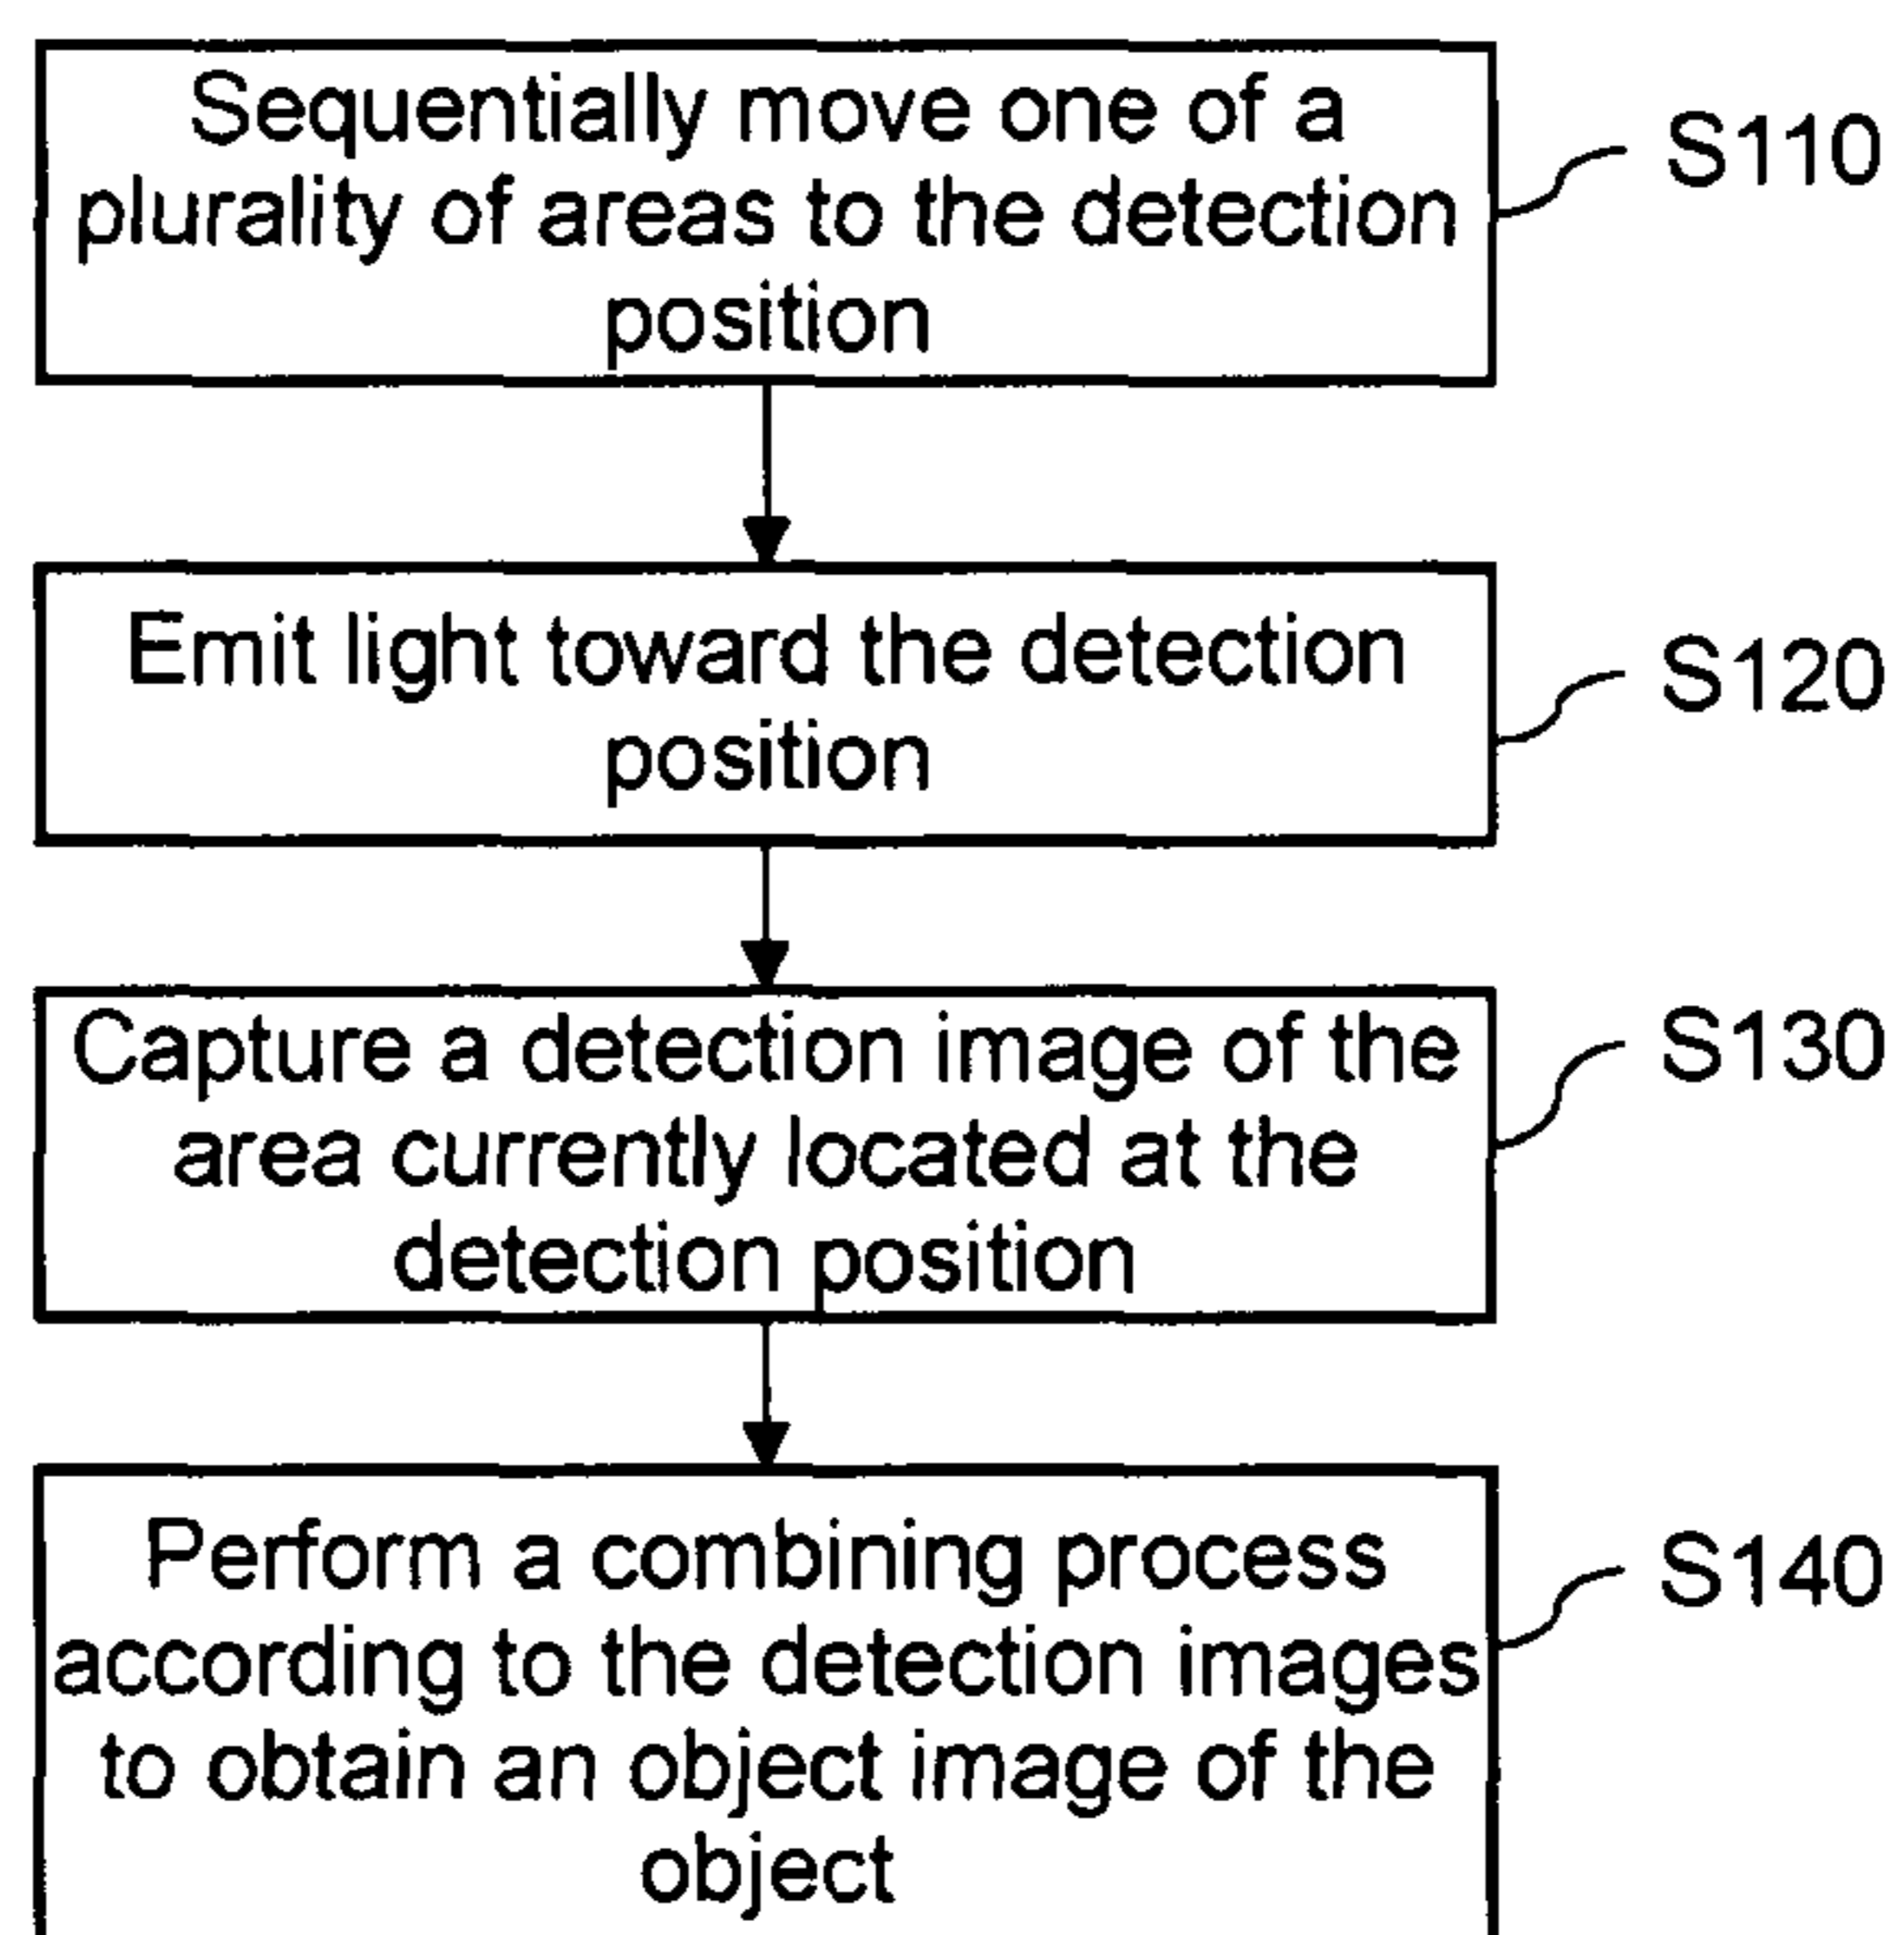 Sequentially move one of a
plurality of areas to the detection
position
S110
Emit light toward the detection
position
S120
Capture a detection image of the
area currently located at the
detection position
S130
Perform a combining process
according to the detection images
to obtain an object image of the
object
S140